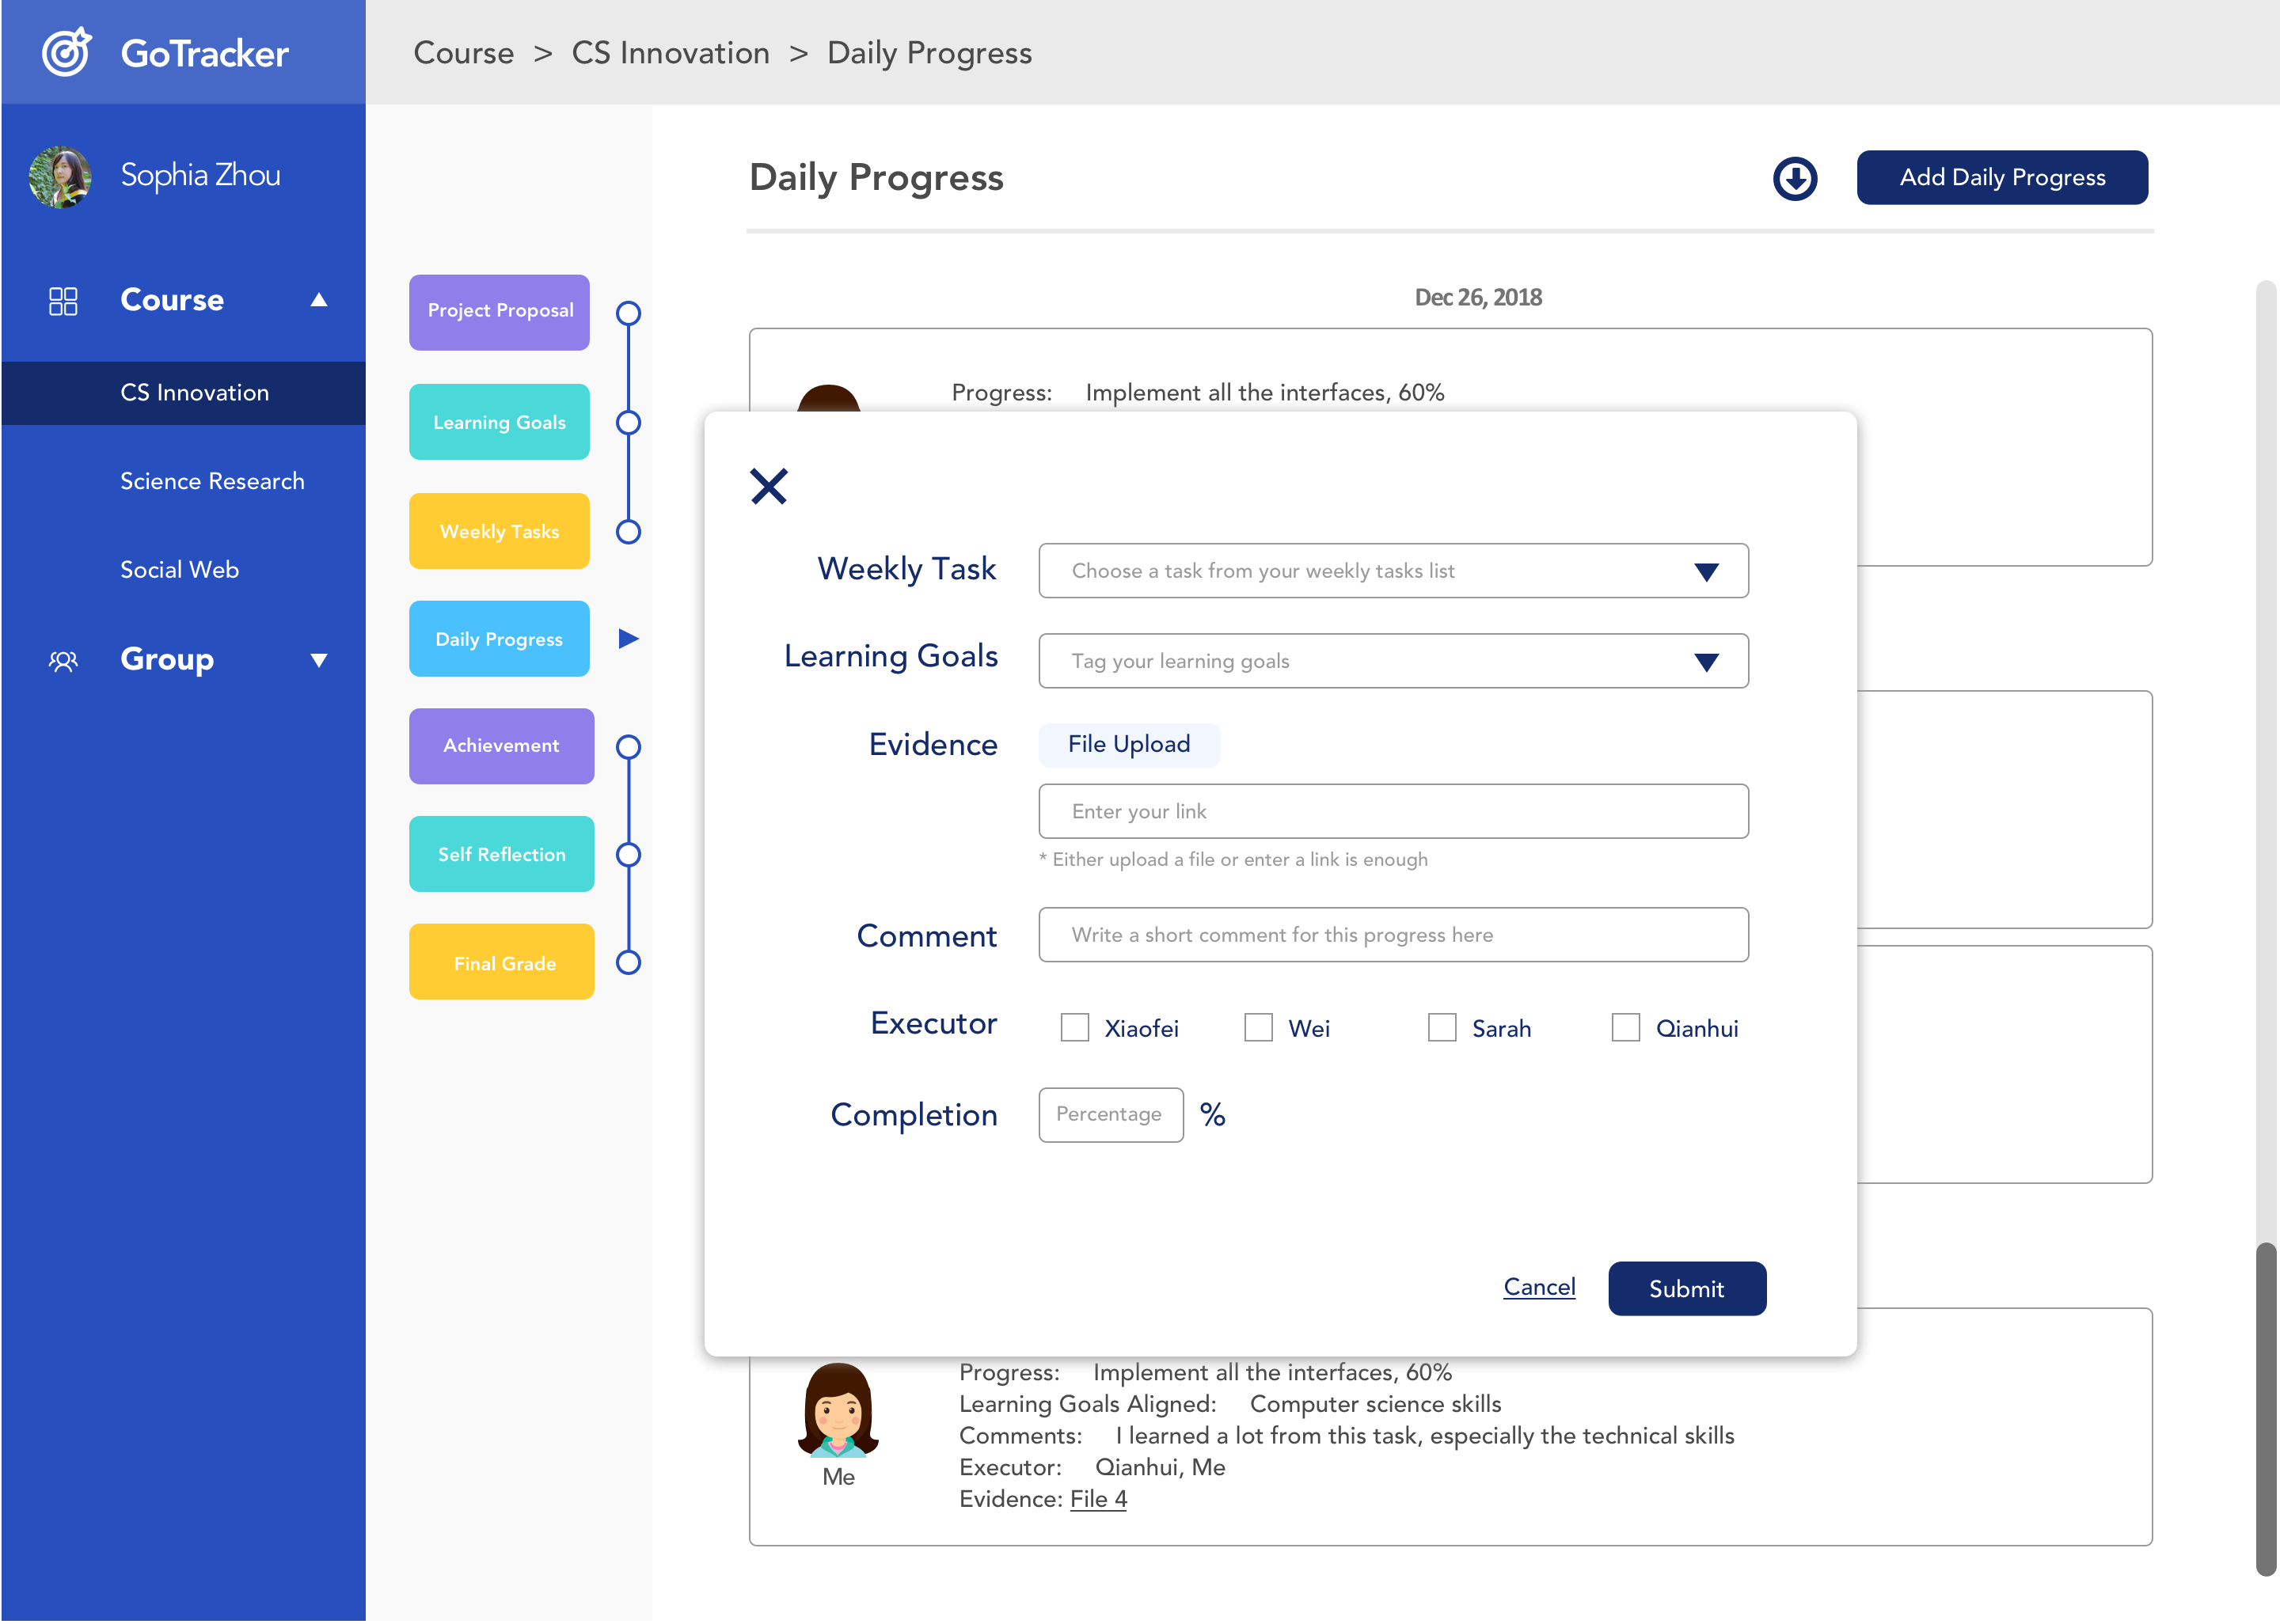 GoTracker
Course > CS Innovation > Daily Progress
Sophia Zhou
Course
CS Innovation
Science Research
Social Web
Group
Project Proposal
Learning Goals
Weekly Tasks
Daily Progress
Achievement
Self Reflection
Final Grade
Daily Progress
Add Daily Progress
Dec 26, 2018
Progress: Implement all the interfaces, 60%
Weekly Task
Choose a task from your weekly tasks list
Learning Goals
Tag your learning goals
Evidence
File Upload
Enter your link
* Either upload a file or enter a link is enough
Comment
Write a short comment for this progress here
Executor
Xiaofei
Wei
Sarah
Qianhui
Completion
Percentage
%
Cancel
Submit
Progress: Implement all the interfaces, 60%
Learning Goals Aligned: Computer science skills
Comments: I learned a lot from this task, especially the technical skills
Executor: Qianhui, Me
Evidence: File 4
Me